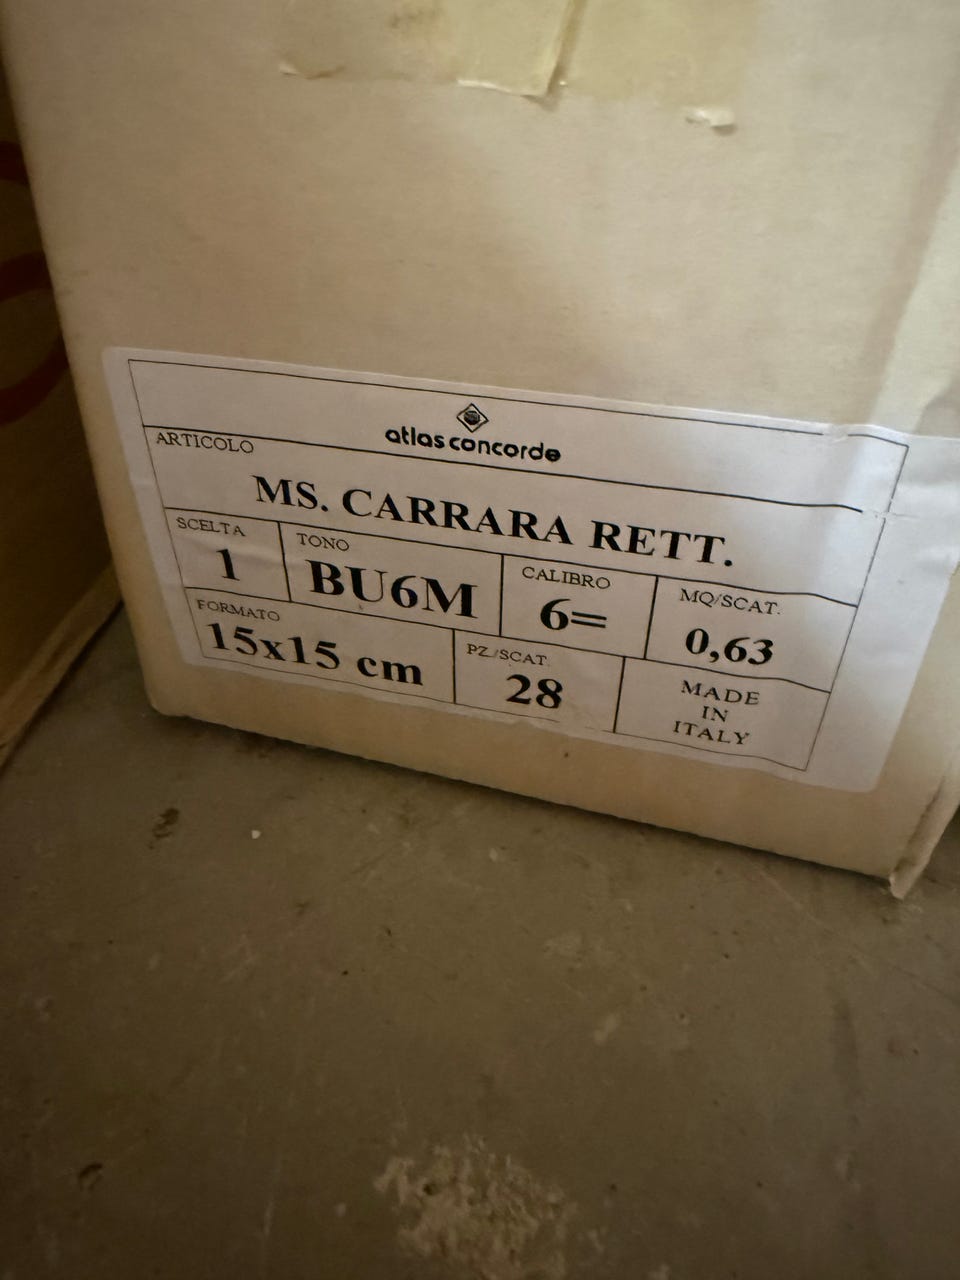 atlas concorde
ARTICOLO
MS. CARRARA RETT.
SCELTA
1
TONO
BU6M
CALIBRO
6=
MQ/SCAT.
0,63
FORMATO
15x15 cm
PZ/SCAT.
28
MADE
IN
ITALY